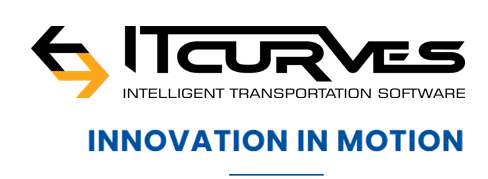 ITCURVES
INTELLIGENT TRANSPORTATION SOFTWARE
INNOVATION IN MOTION